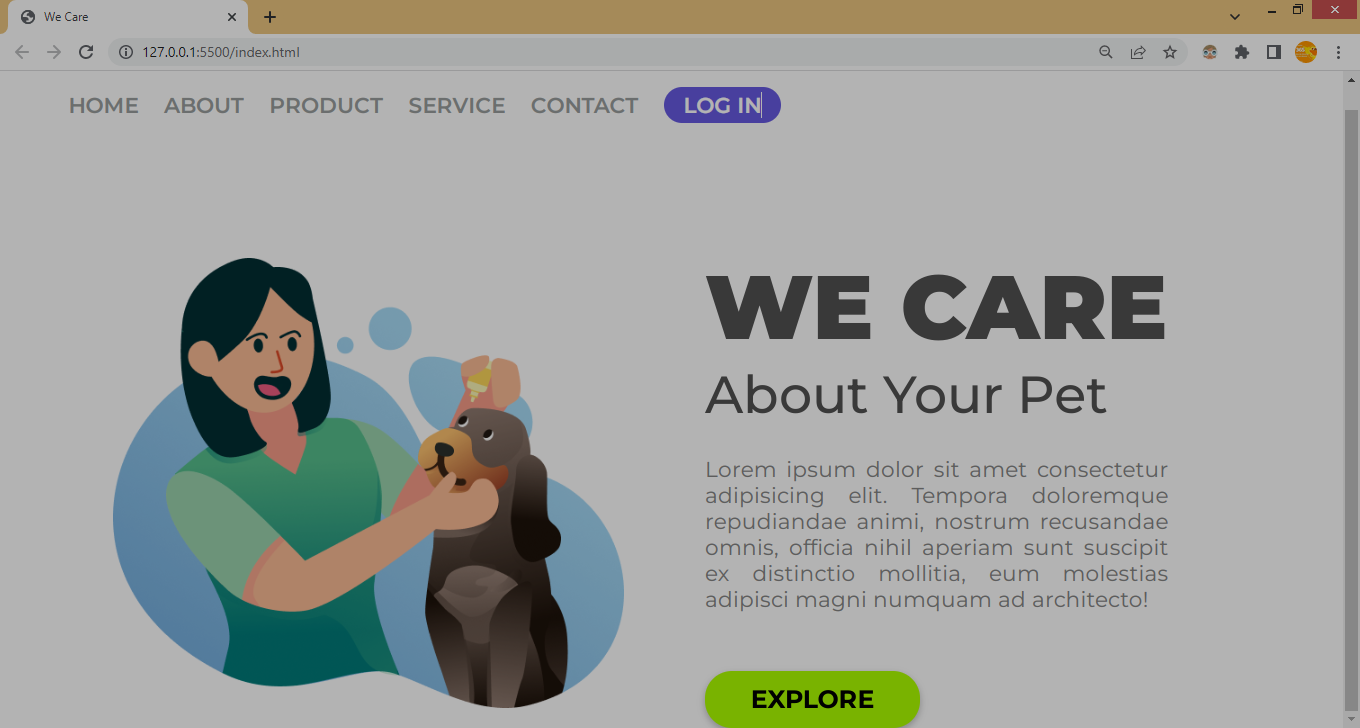 We Care
127.0.0.1:5500/index.html
HOME ABOUT PRODUCT SERVICE CONTACT LOG IN
WE CARE
About Your Pet
Lorem ipsum dolor sit amet consectetur
adipisicing elit. Tempora doloremque
repudiandae animi, nostrum recusandae
omnis, officia nihil aperiam sunt suscipit
ex distinctio mollitia, eum molestias
adipisci magni numquam ad architecto!
EXPLORE